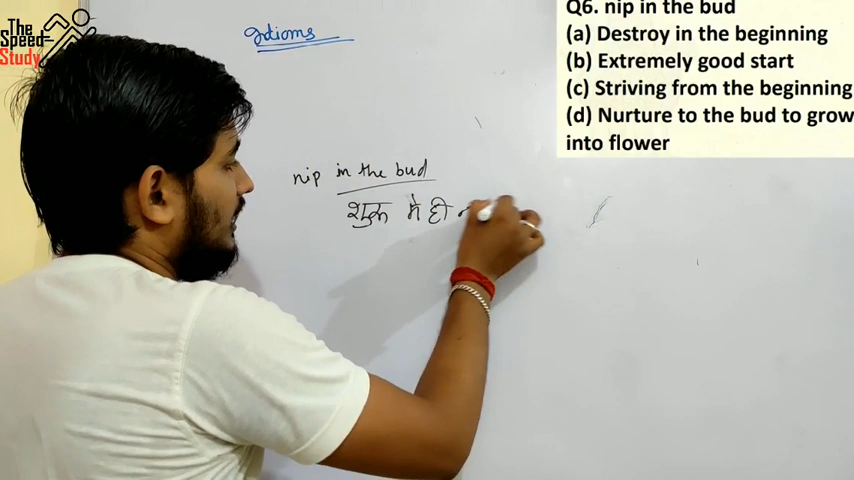 The
Speed
Study
Idioms
Q6. nip in the bud
(a) Destroy in the beginning
(b) Extremely good start
(c) Striving from the beginning
(d) Nurture to the bud to grow
into flower
nip in the bud
शुरू में ही